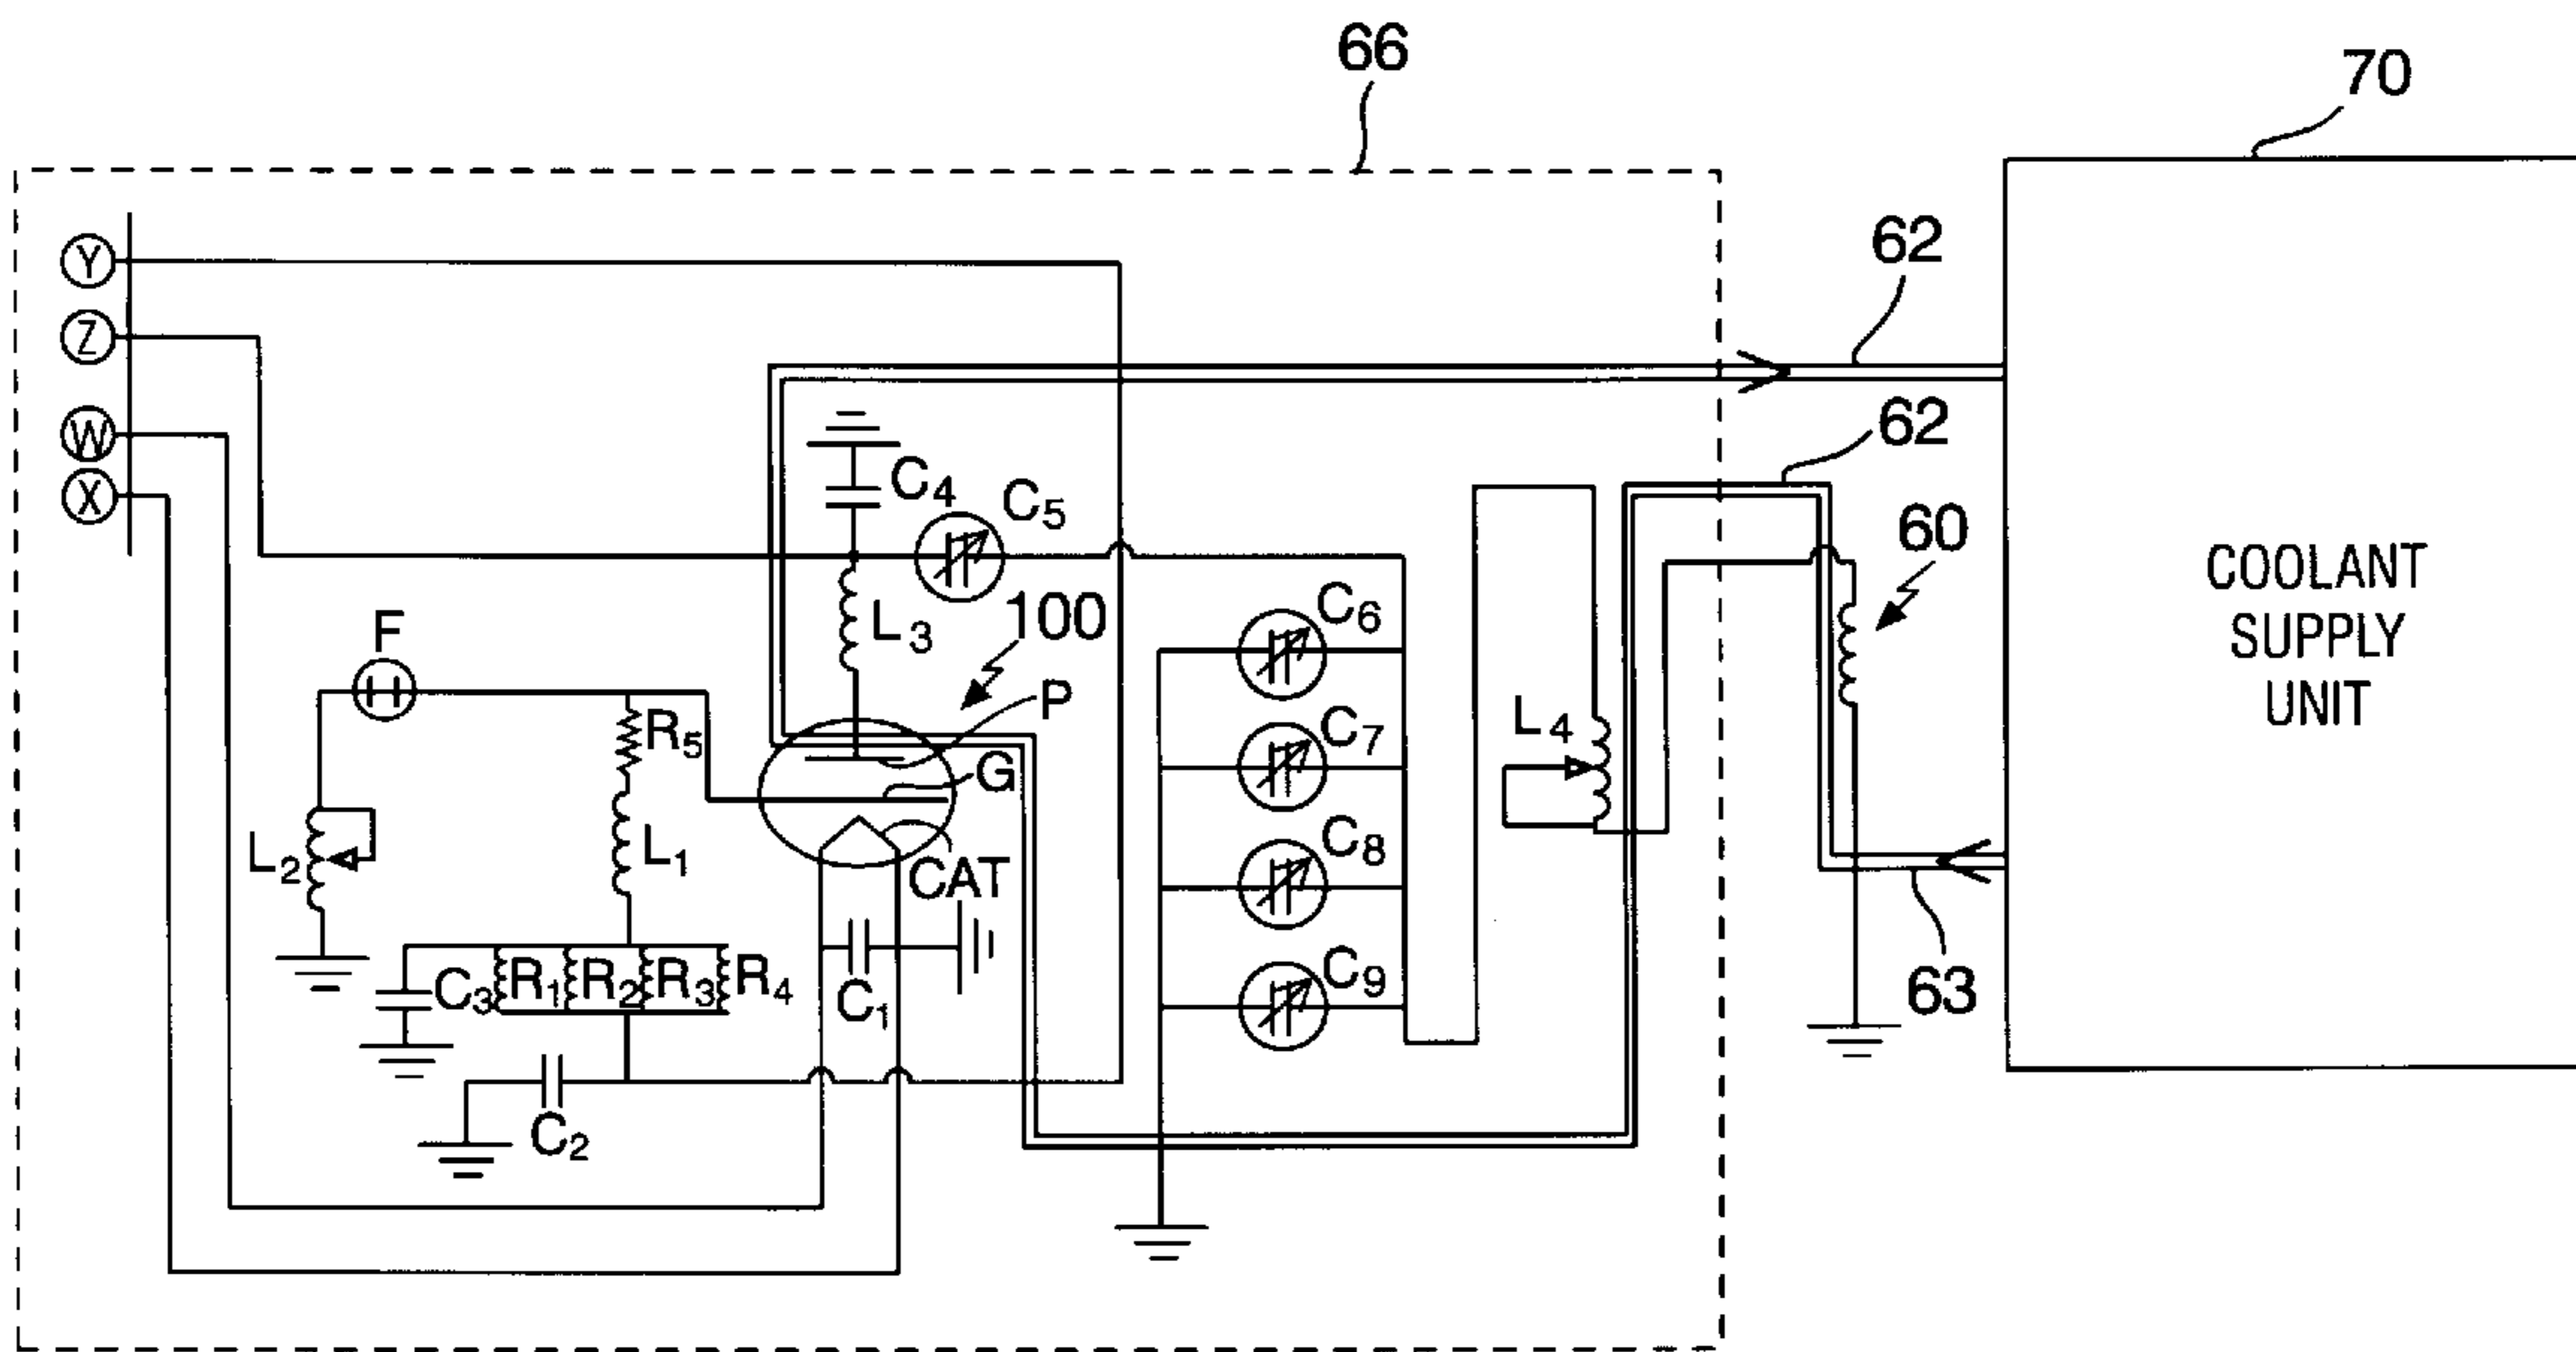 66
70
62
Y
Z
W
X
62
C4
C5
60
COOLANT
SUPPLY
UNIT
100
C6
F
L3
P
R5
G
L4
C7
L2
L1
CAT
C8
C3
R1
R2
R3
R4
C1
C9
63
C2